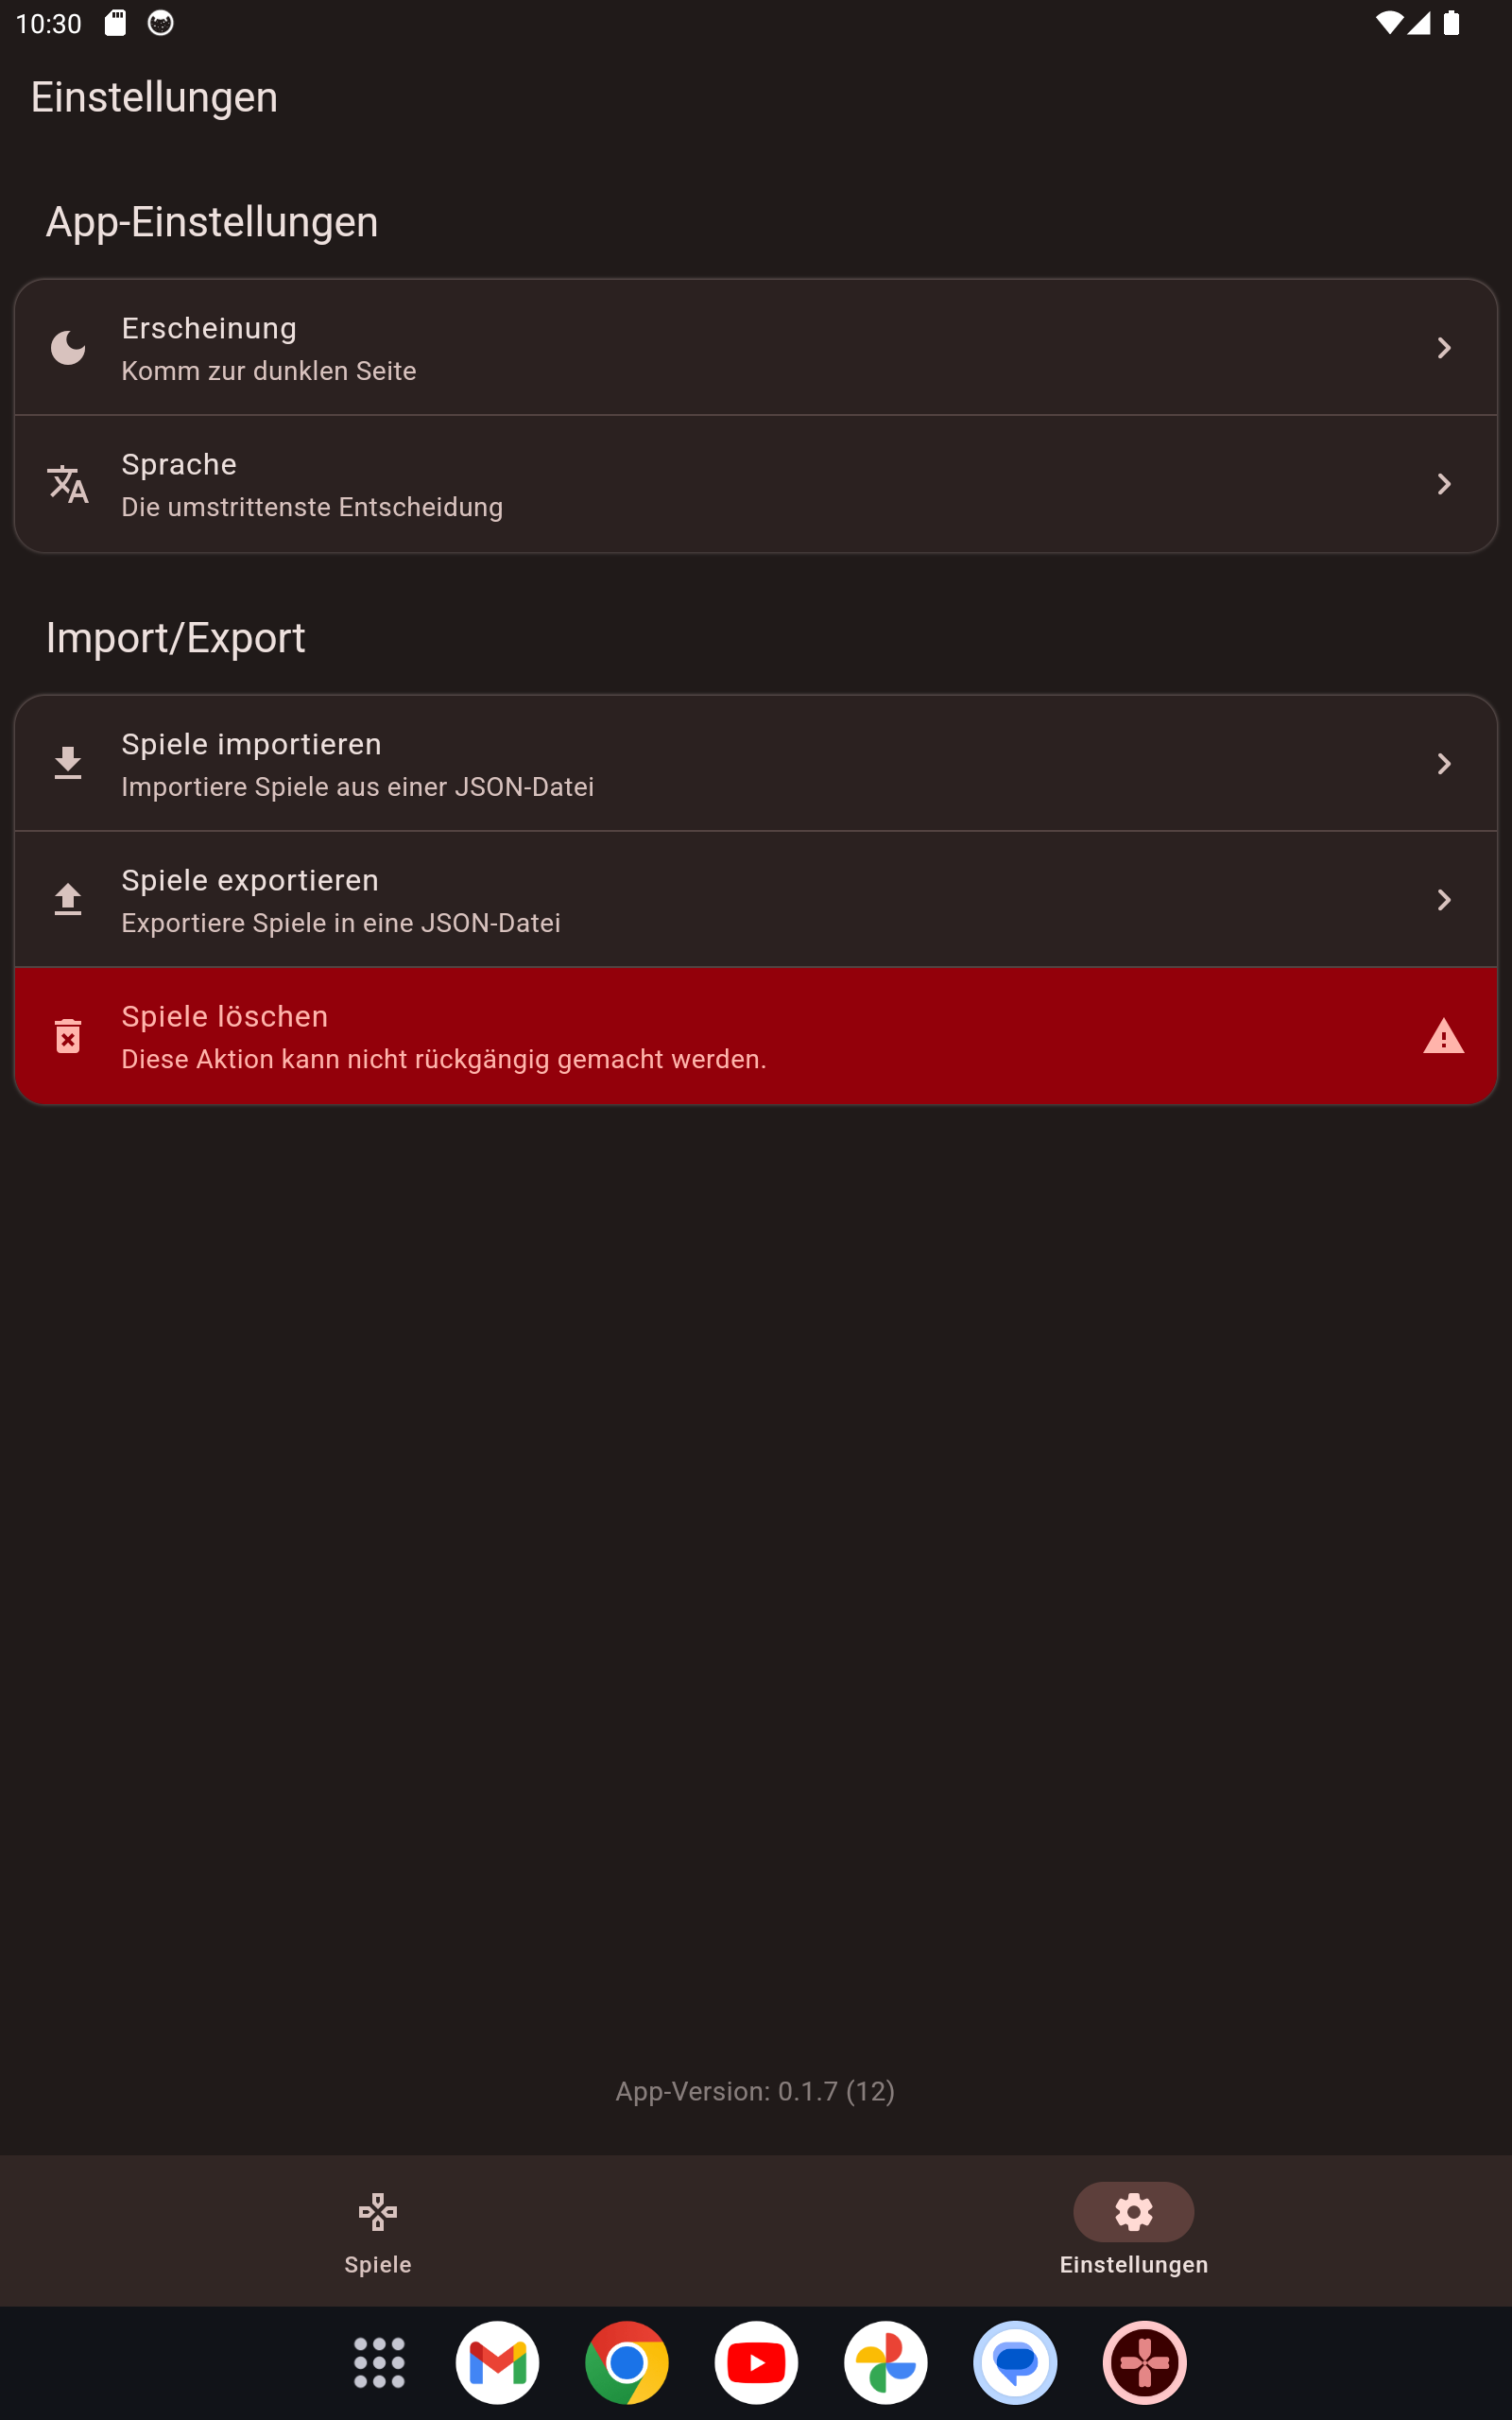 10:30
Einstellungen
App-Einstellungen
Erscheinung
Komm zur dunklen Seite
Sprache
Die umstrittenste Entscheidung
Import/Export
Spiele importieren
Importiere Spiele aus einer JSON-Datei
Spiele exportieren
Exportiere Spiele in eine JSON-Datei
Spiele löschen
Diese Aktion kann nicht rückgängig gemacht werden.
App-Version: 0.1.7 (12)
Spiele
Einstellungen